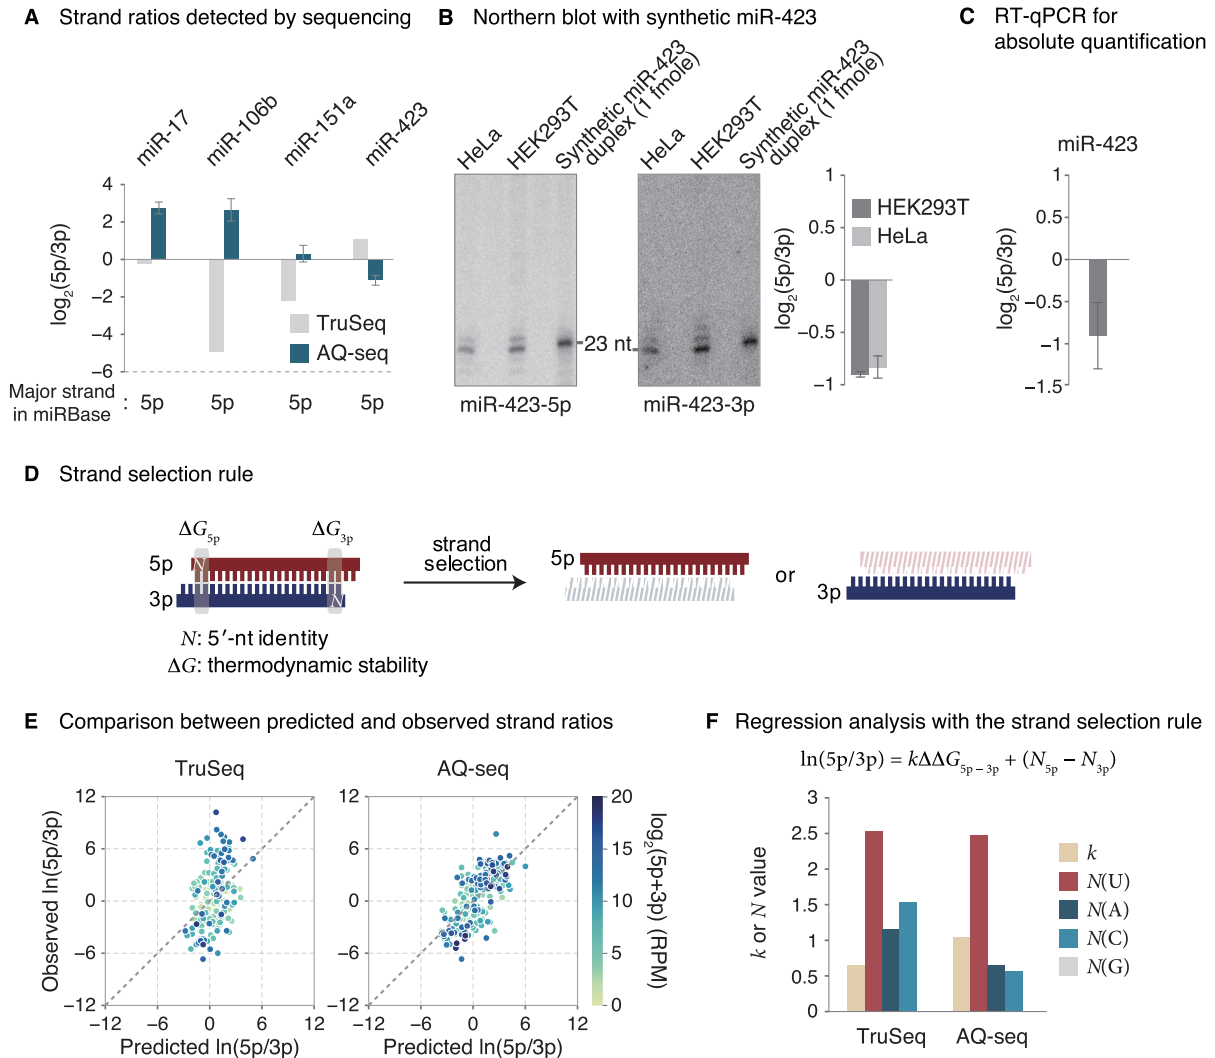 A Strand ratios detected by sequencing
miR-17
miR-106b
miR-151a
miR-423
log2(5p/3p)
4
2
0
−2
−4
−6
TruSeq
AQ-seq
Major strand
in miRBase
: 5p 5p 5p 5p
B Northern blot with synthetic miR-423
HeLa
HEK293T
Synthetic miR-423
duplex (1 fmole)
HeLa
HEK293T
Synthetic miR-423
duplex (1 fmole)
23 nt
miR-423-5p
miR-423-3p
log2(5p/3p)
1
0.5
0
−0.5
−1
HEK293T
HeLa
C RT-qPCR for
absolute quantification
miR-423
log2(5p/3p)
1
0.5
0
−0.5
−1
−1.5
D Strand selection rule
ΔG5p
ΔG3p
5p
N
3p
N
N: 5′-nt identity
ΔG: thermodynamic stability
strand
selection
5p
or
3p
E Comparison between predicted and observed strand ratios
TruSeq
Observed ln(5p/3p)
12
6
0
−6
−12
−12 −6 0 6 12
Predicted ln(5p/3p)
AQ-seq
12
6
0
−6
−12
−12 −6 0 6 12
Predicted ln(5p/3p)
20
15
10
5
0
log2(5p+3p) (RPM)
F Regression analysis with the strand selection rule
ln(5p/3p) = kΔΔG5p − 3p + (N5p − N3p)
k or N value
3
2.5
2
1.5
1
0.5
0
TruSeq AQ-seq
k
N(U)
N(A)
N(C)
N(G)